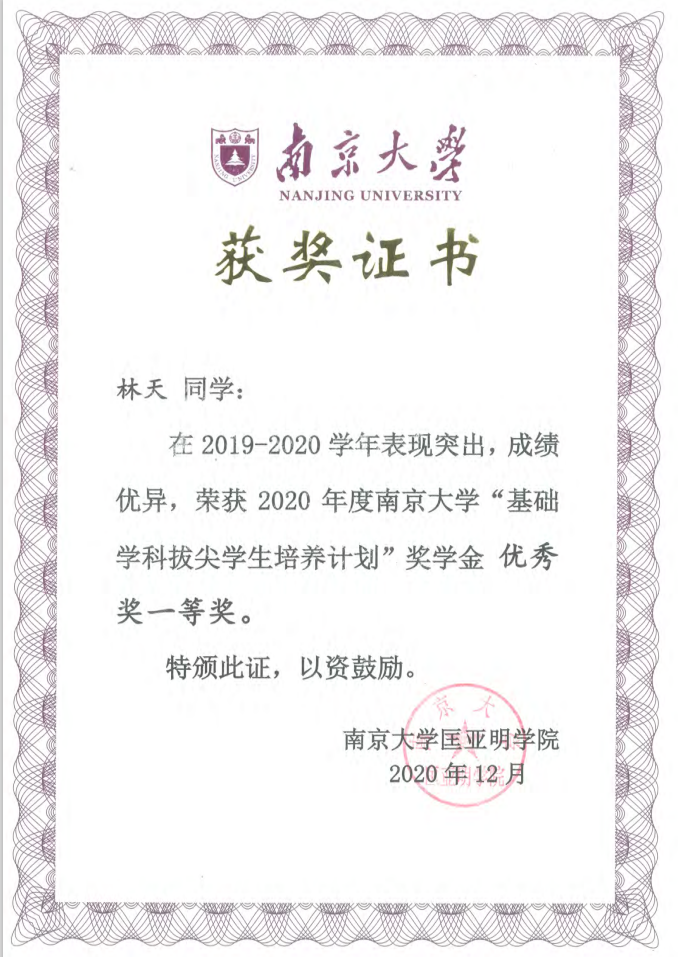 南京大學
NANJING UNIVERSITY
获奖证书
林天 同学：
在 2019-2020 学年表现突出，成绩
优异，荣获 2020 年度南京大学“基础
学科拔尖学生培养计划”奖学金 优秀
奖一等奖。
特颁此证，以资鼓励。
南京大学匡亚明学院
2020 年 12 月